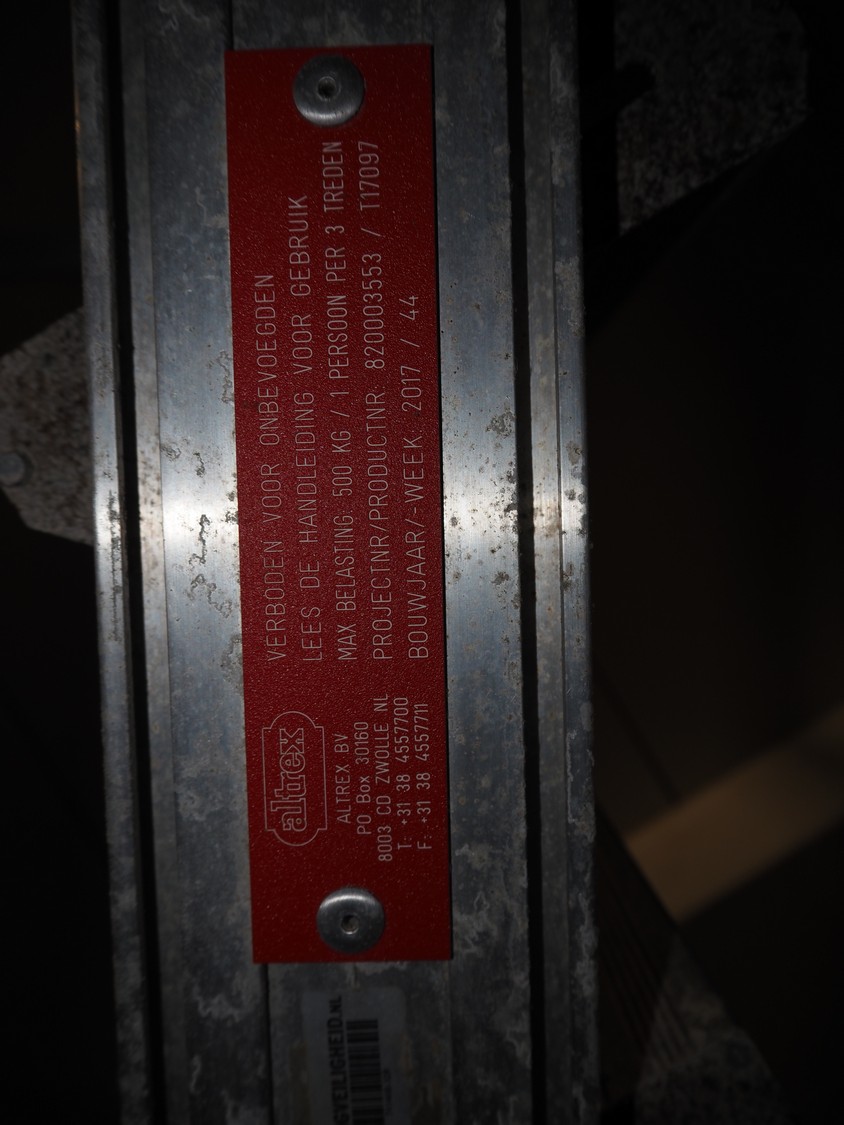 altrex
ALTREX BV
PO Box 30160
8003 CD ZWOLLE NL
T: +31 38 4557700
F: +31 38 4557711
VERBODEN VOOR ONBEVOEGDEN
LEES DE HANDLEIDING VOOR GEBRUIK
MAX BELASTING: 500 KG / 1 PERSOON PER 3 TREDEN
PROJECTNR/PRODUCTNR: 820003553 / T17097
BOUWJAAR/-WEEK: 2017 / 44